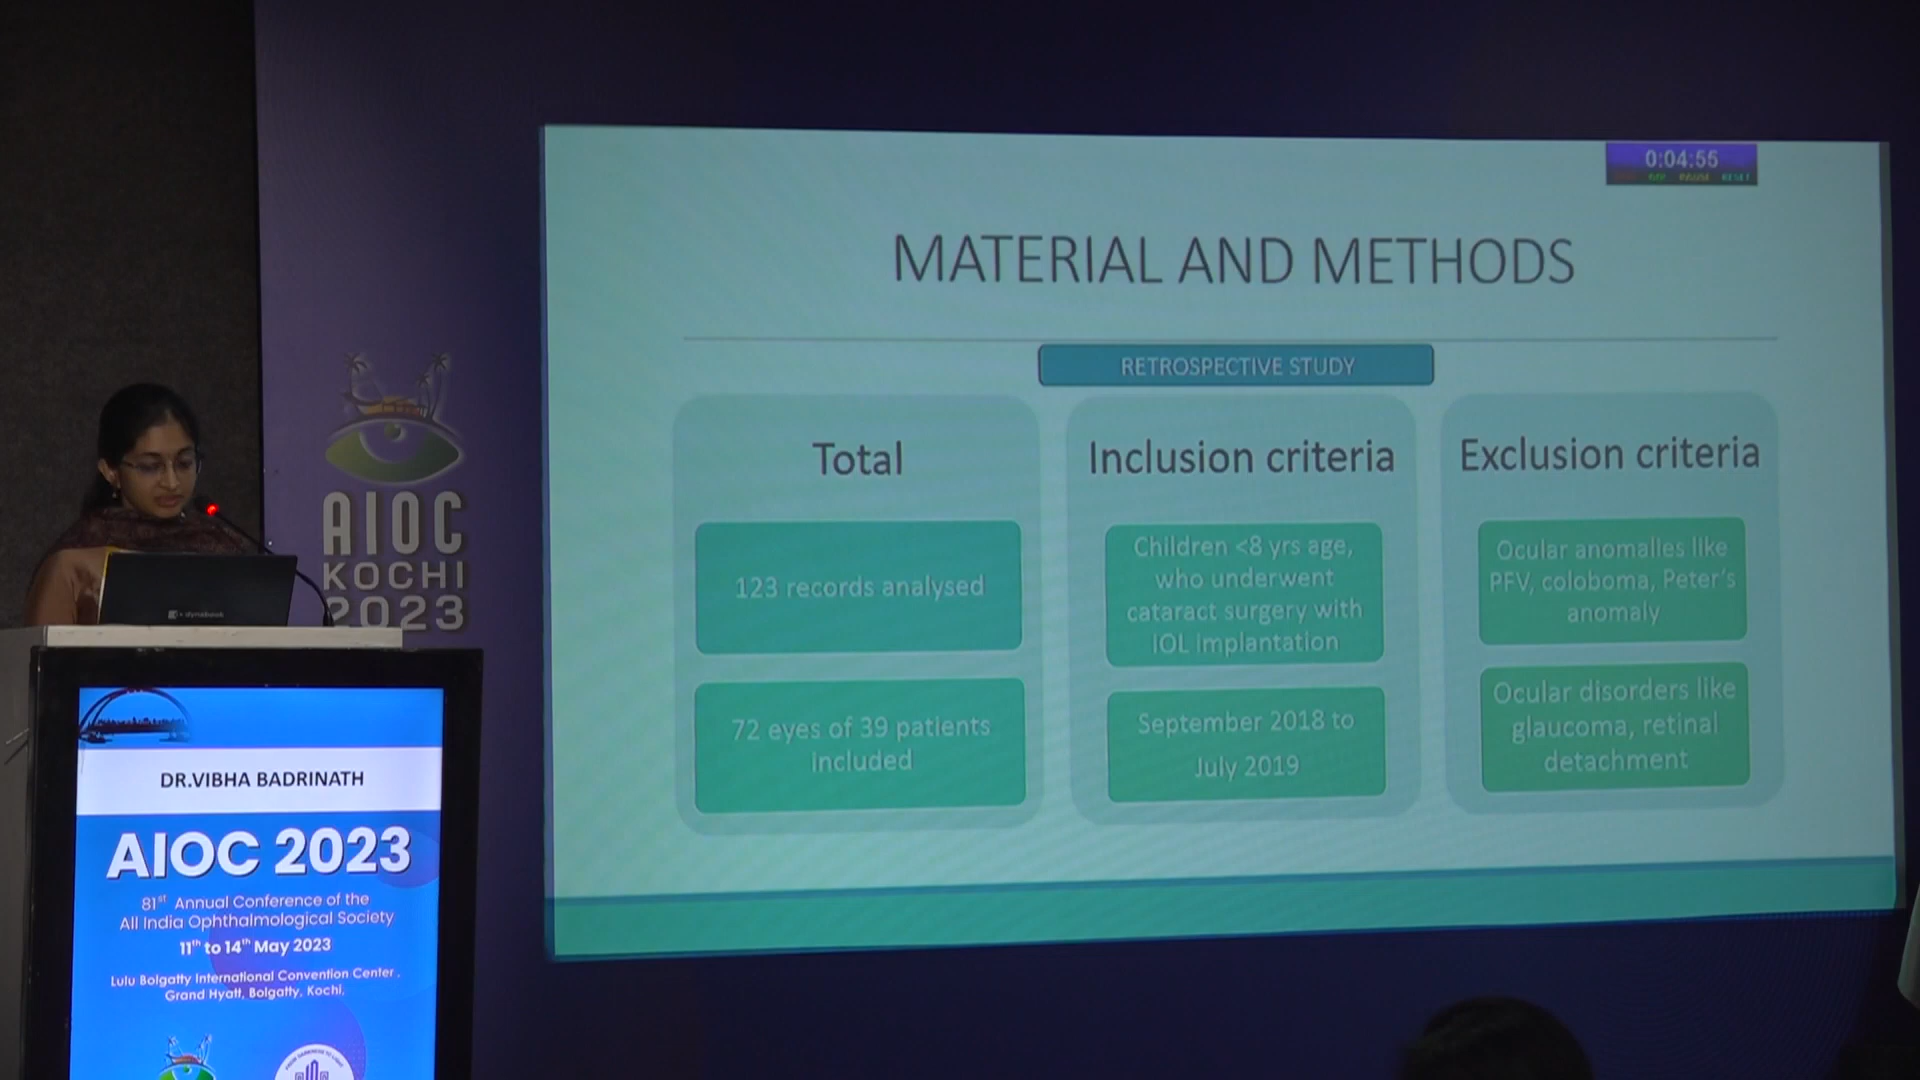 0:04:55
MATERIAL AND METHODS
RETROSPECTIVE STUDY
Total
123 records analysed
72 eyes of 39 patients
included
Inclusion criteria
Children <8 yrs age,
who underwent
cataract surgery with
IOL implantation
September 2018 to
July 2019
Exclusion criteria
Ocular anomalies like
PFV, coloboma, Peter's
anomaly
Ocular disorders like
glaucoma, retinal
detachment
AIOC
KOCHI
2023
dynabook
DR.VIBHA BADRINATH
AIOC 2023
81st Annual Conference of the
All India Ophthalmological Society
11th to 14th May 2023
Lulu Bolgatty International Convention Center,
Grand Hyatt, Bolgatty, Kochi.